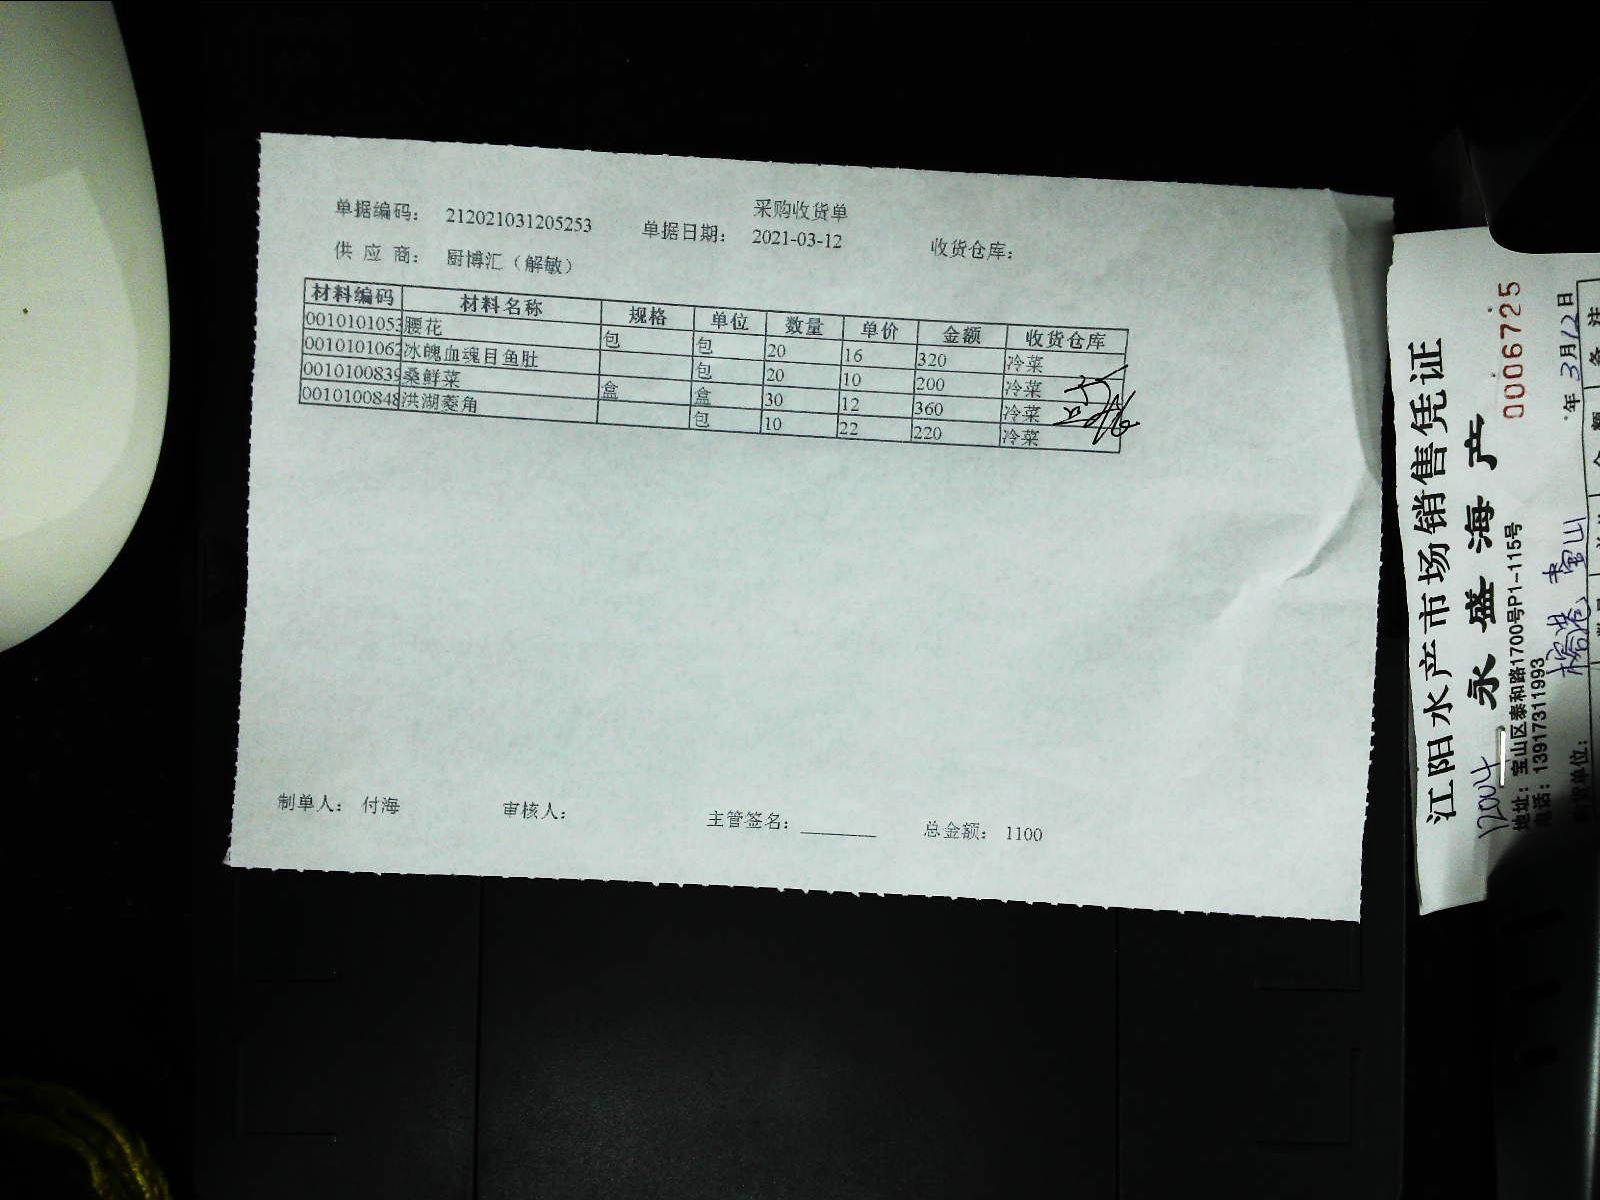 采购收货单
单据编码： 212021031205253 单据日期： 2021-03-12 收货仓库：
供 应 商： 厨博汇（解敏）
材料编码 材料名称 规格 单位 数量 单价 金额 收货仓库
0010101053 腰花 包 包 20 16 320 冷菜
0010101062 冰魄血魂目鱼肚 包 20 10 200 冷菜
0010100839 桑鲜菜 盒 盒 30 12 360 冷菜
0010100848 洪湖菱角 包 10 22 220 冷菜
制单人： 付海 审核人： 主管签名：_______ 总金额： 1100
江阳水产市场销售凭证
永盛海产 0006725
地址：宝山区泰和路1700号P1-115号
电话：13917311993
年3月12日
备 注